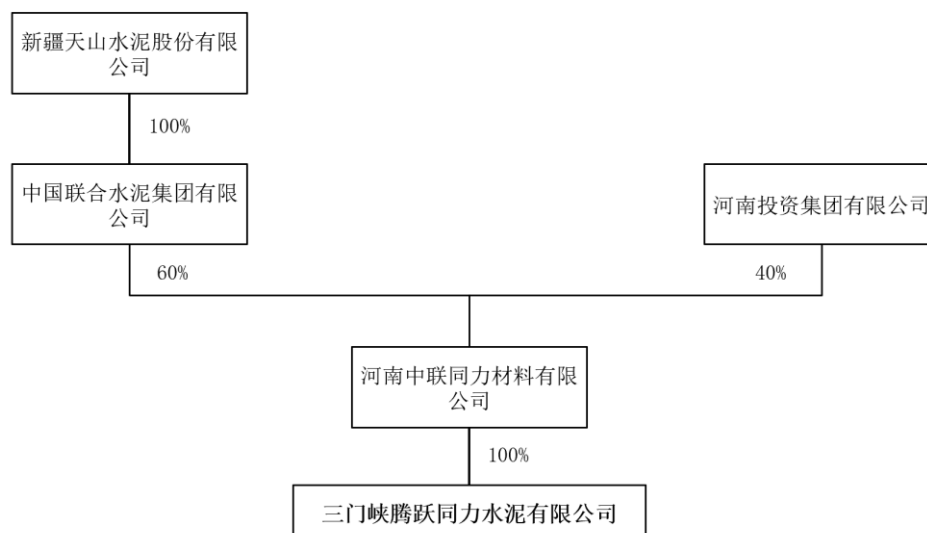 新疆天山水泥股份有限
公司
100%
中国联合水泥集团有限
公司
河南投资集团有限公司
60%
40%
河南中联同力材料有限
公司
100%
三门峡腾跃同力水泥有限公司